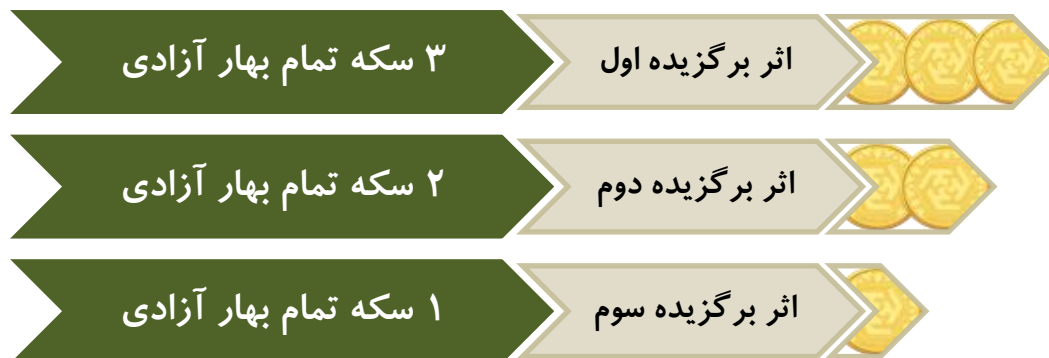 اثر برگزیده اول
۳ سکه تمام بهار آزادی
اثر برگزیده دوم
۲ سکه تمام بهار آزادی
اثر برگزیده سوم
۱ سکه تمام بهار آزادی